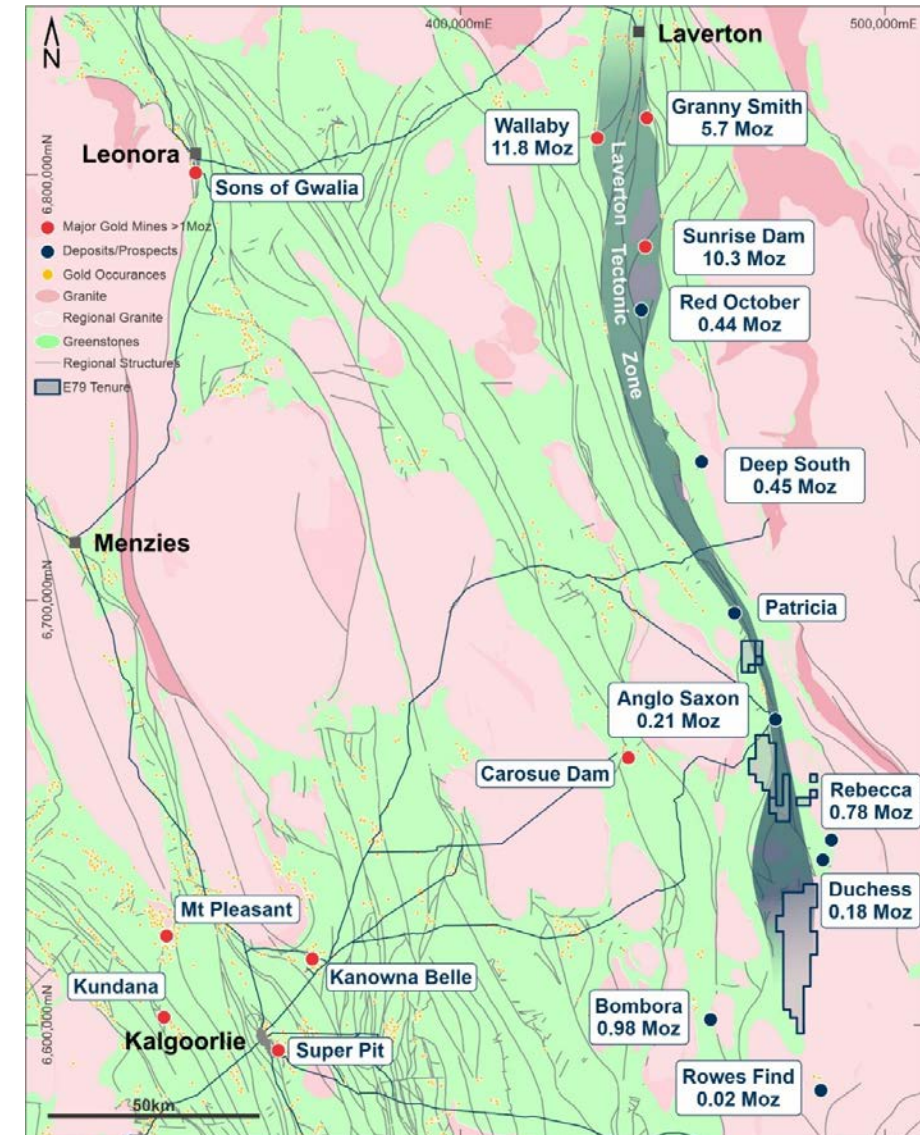 400,000mE
500,000mE
N
Laverton
Granny Smith
5.7 Moz
Wallaby
11.8 Moz
Leonora
Sons of Gwalia
6,800,000mN
Major Gold Mines >1Moz
Deposits/Prospects
Gold Occurances
Granite
Regional Granite
Greenstones
Regional Structures
E79 Tenure
Laverton Tectonic Zone
Sunrise Dam
10.3 Moz
Red October
0.44 Moz
Deep South
0.45 Moz
Menzies
6,700,000mN
Patricia
Anglo Saxon
0.21 Moz
Carosue Dam
Rebecca
0.78 Moz
Duchess
0.18 Moz
Mt Pleasant
Kanowna Belle
Kundana
Bombora
0.98 Moz
6,600,000mN
Kalgoorlie
Super Pit
Rowes Find
0.02 Moz
50km